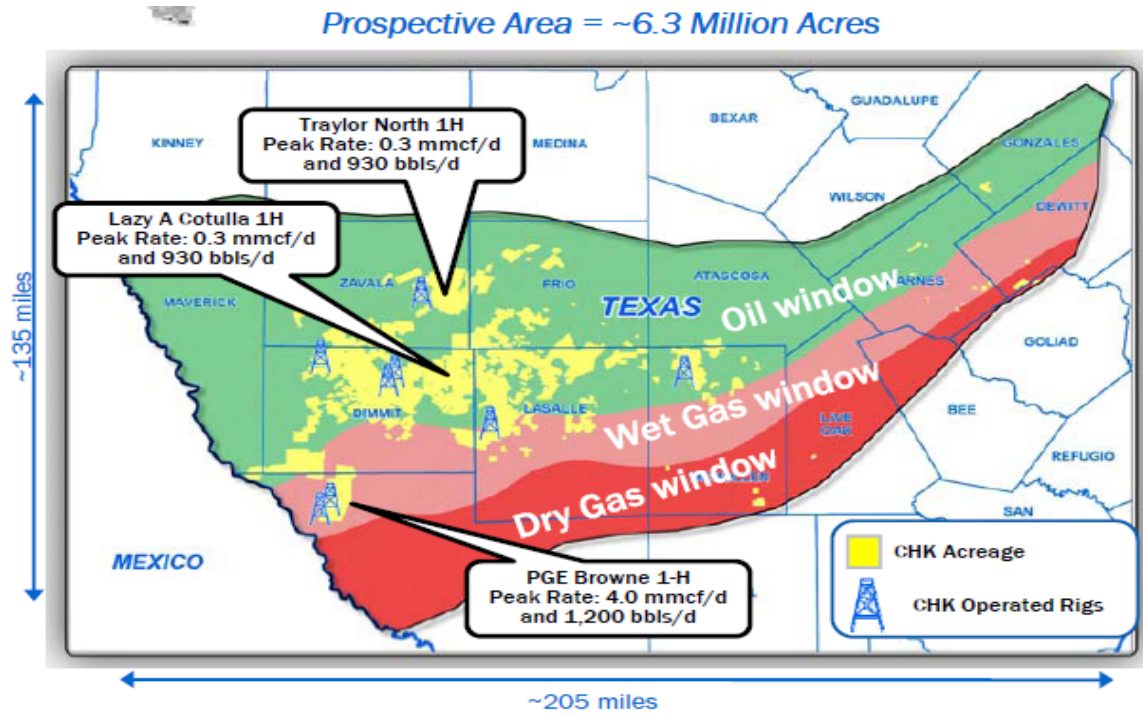 Prospective Area = ~6.3 Million Acres
GUADALUPE
BEXAR
GONZALES
KINNEY
Traylor North 1H
Peak Rate: 0.3 mmcf/d
and 930 bbls/d
MEDINA
WILSON
DEWITT
Lazy A Cotulla 1H
Peak Rate: 0.3 mmcf/d
and 930 bbls/d
ZAVALA
FRIO
ATASCOSA
MAVERICK
TEXAS
Oil window
ARNES
GOLIAD
~135 miles
DIMMIT
LASALLE
Wet Gas window
LIVE
OAK
BEE
REFUGIO
Dry Gas window
SAN
MEXICO
PGE Browne 1-H
Peak Rate: 4.0 mmcf/d
and 1,200 bbls/d
CHK Acreage
CHK Operated Rigs
~205 miles